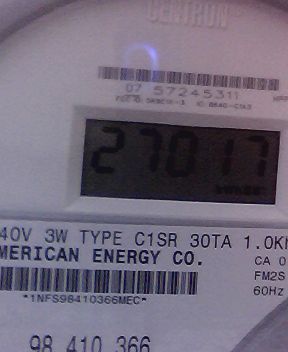 CENTRON
07 57245311
27017
40V 3W TYPE C1SR 30TA 1.0Kh
MERICAN ENERGY CO.
CA 0
FM2S
60Hz
*1NFS98410366MEC*
98 410 366